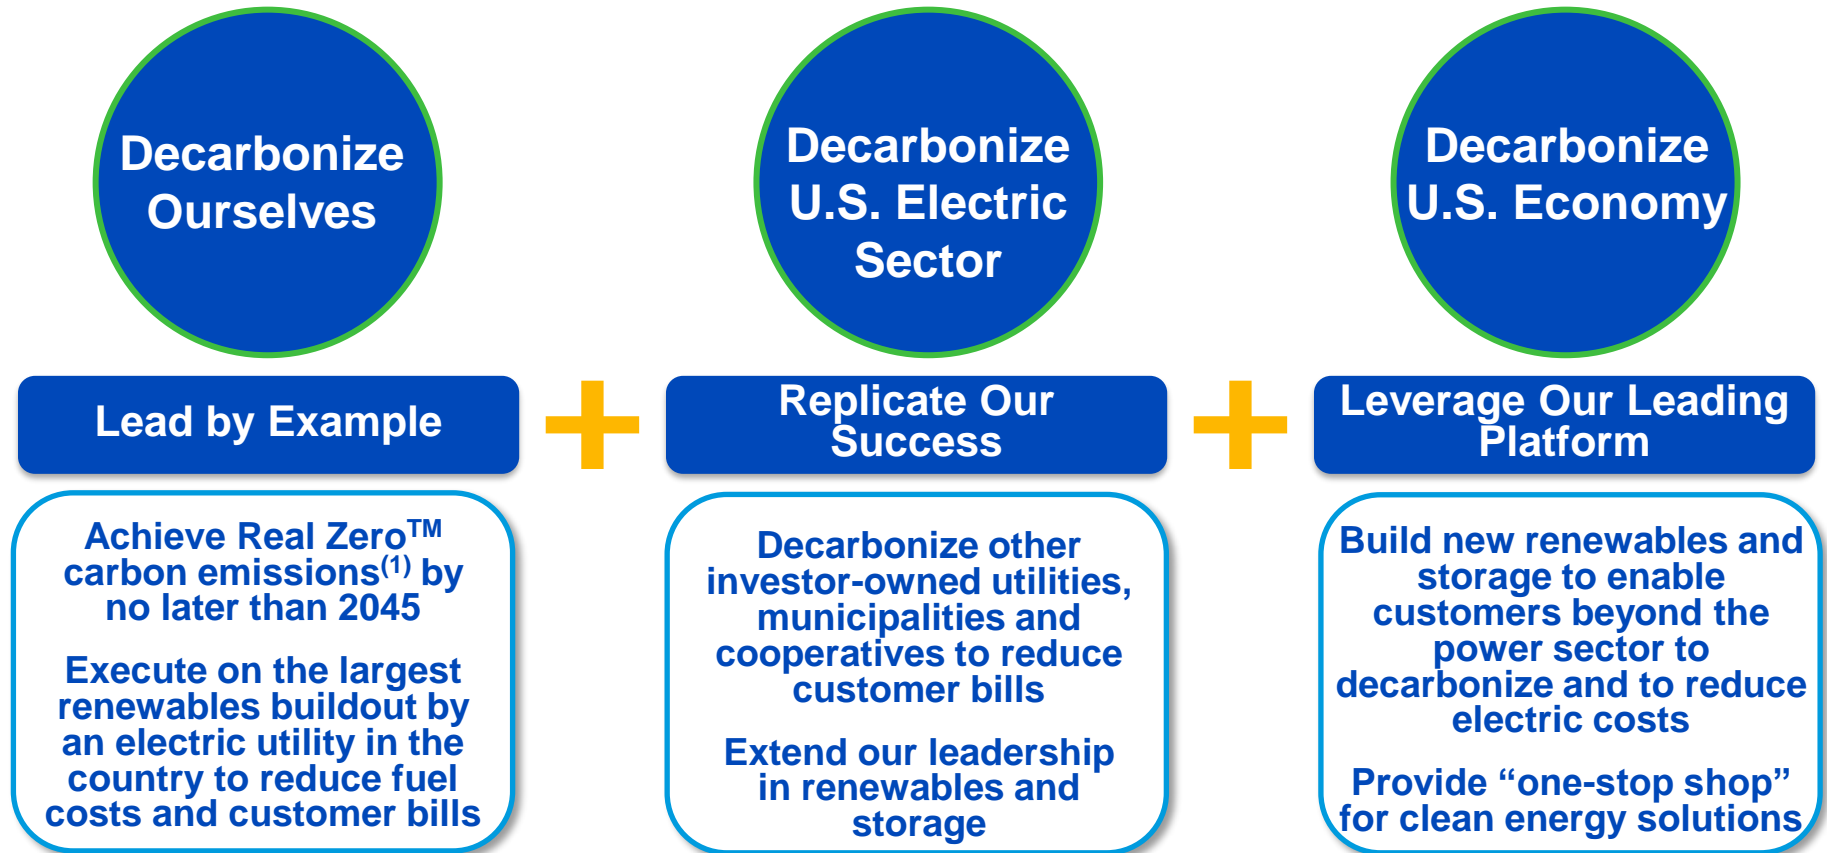 Decarbonize
Ourselves
Decarbonize
U.S. Electric
Sector
Decarbonize
U.S. Economy
Lead by Example
Replicate Our
Success
Leverage Our Leading
Platform
Achieve Real Zero™
carbon emissions(1) by
no later than 2045
Execute on the largest
renewables buildout by
an electric utility in the
country to reduce fuel
costs and customer bills
Decarbonize other
investor-owned utilities,
municipalities and
cooperatives to reduce
customer bills
Extend our leadership
in renewables and
storage
Build new renewables and
storage to enable
customers beyond the
power sector to
decarbonize and to reduce
electric costs
Provide “one-stop shop”
for clean energy solutions